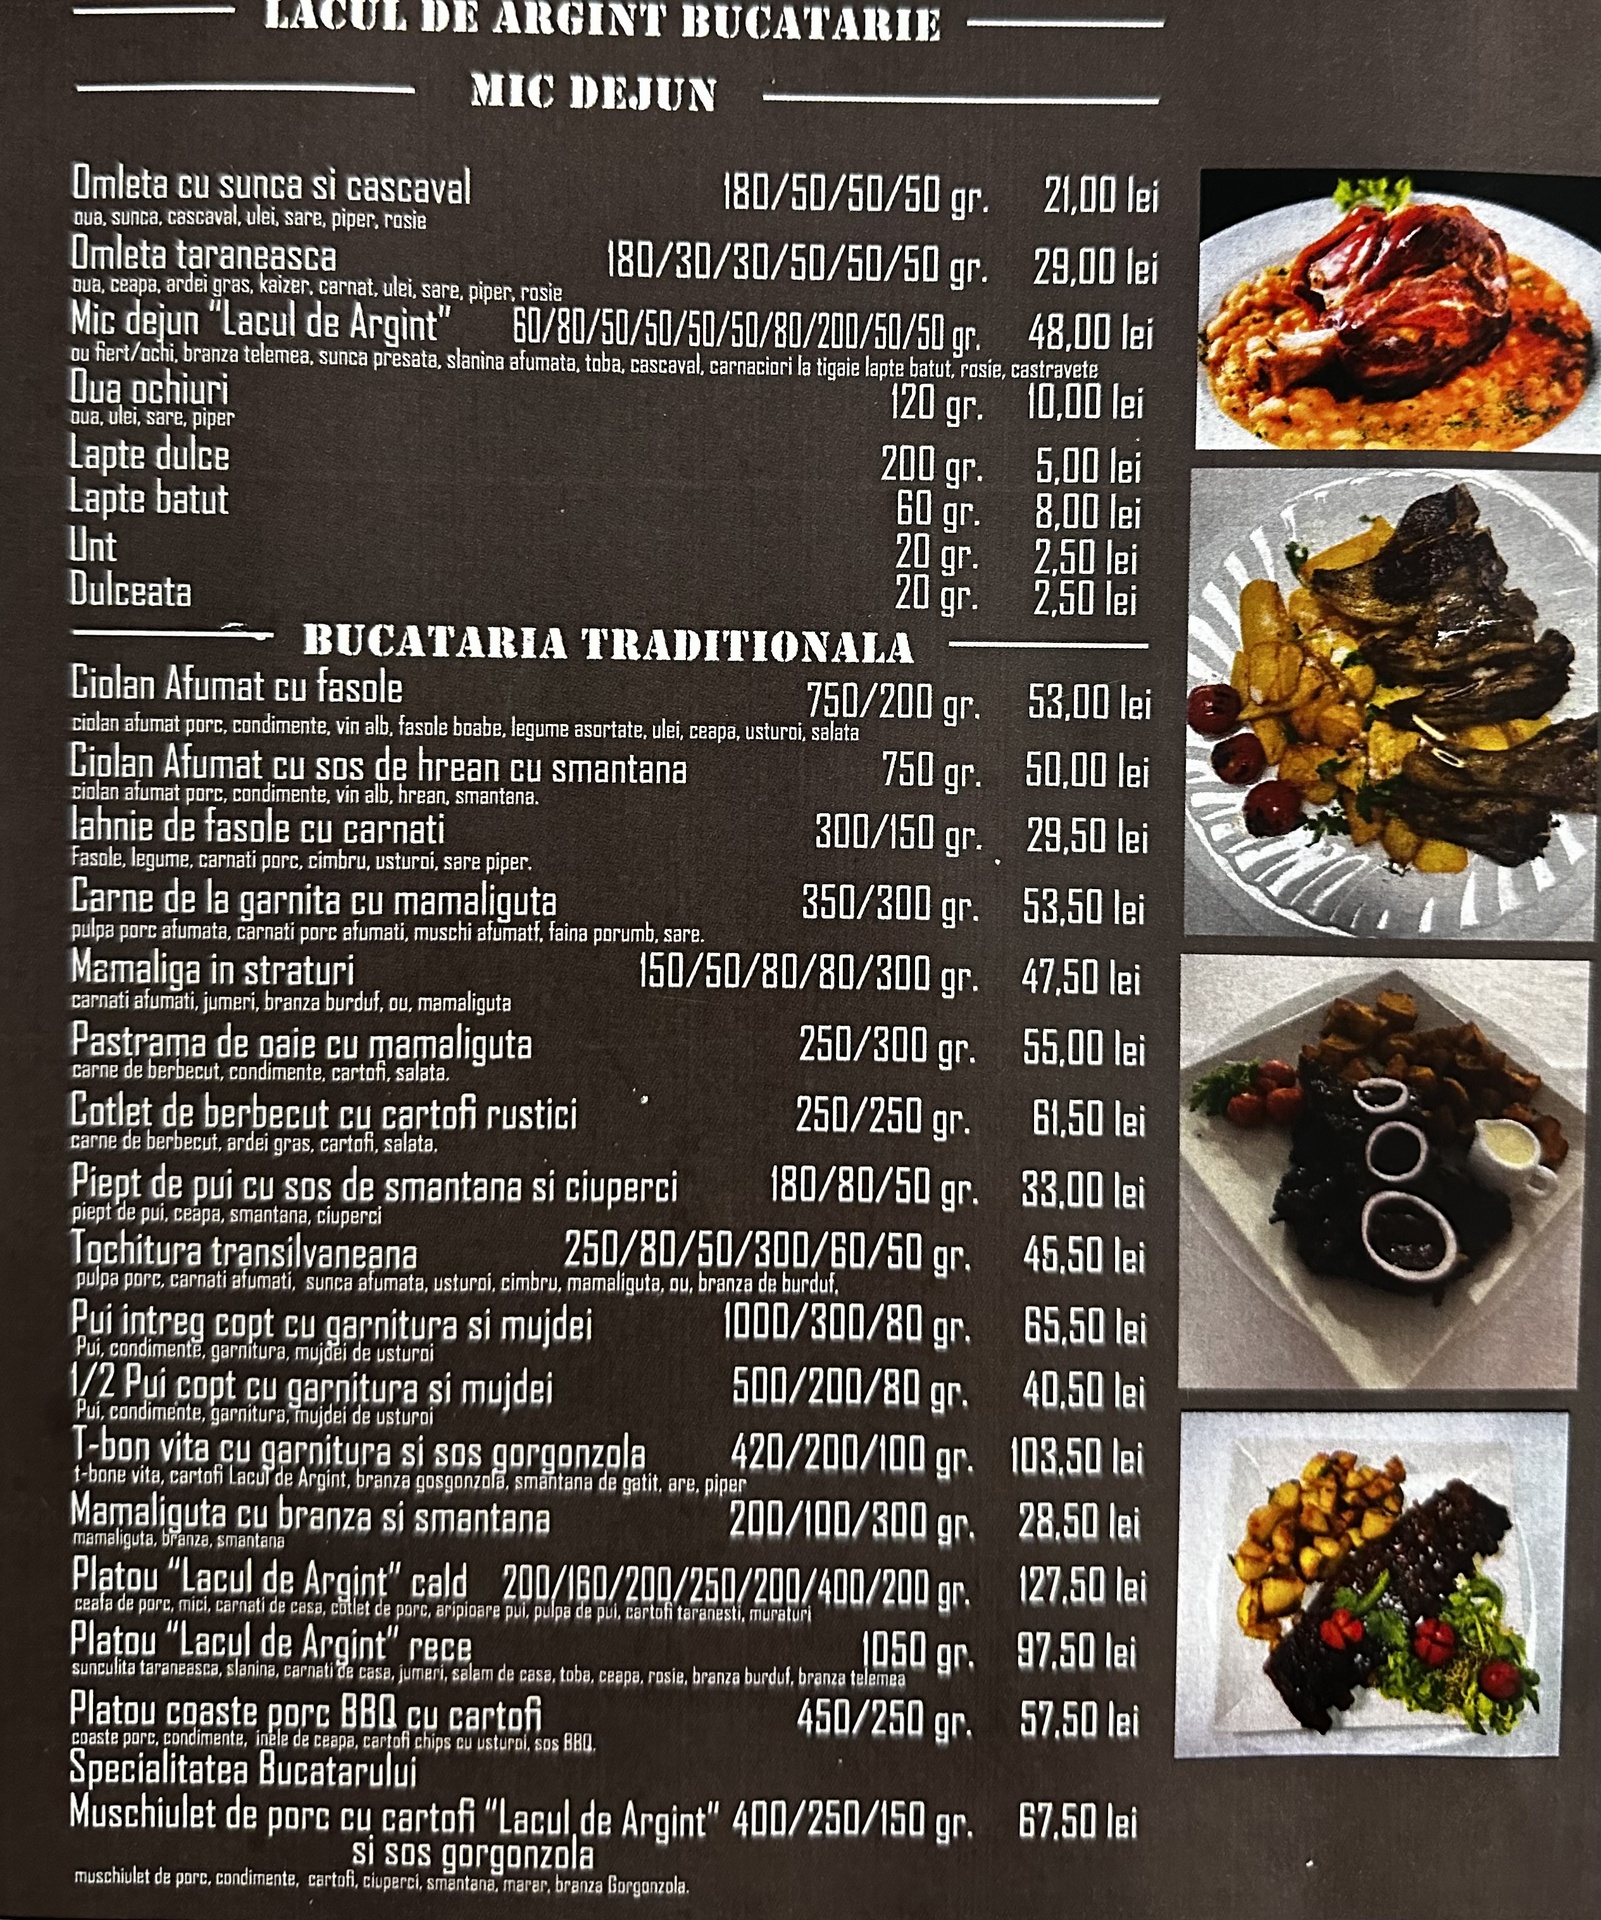 LACUL DE ARGINT BUCATARIE
MIC DEJUN
Omleta cu sunca si cascaval 180/50/50/50 gr. 21,00 lei
oua, sunca, cascaval, ulei, sare, piper, rosie
Omleta taraneasca 180/30/30/50/50/50 gr. 29,00 lei
oua, ceapa, ardei gras, kaizer, carnat, ulei, sare, piper, rosie
Mic dejun "Lacul de Argint" 60/80/50/50/50/50/80/200/50/50 gr. 48,00 lei
ou fiert/ochi, branza telemea, sunca presata, slanina afumata, toba, cascaval, carnaciori la tigaie lapte batut, rosie, castravete
Oua ochiuri 120 gr. 10,00 lei
oua, ulei, sare, piper
Lapte dulce 200 gr. 5,00 lei
Lapte batut 60 gr. 8,00 lei
Unt 20 gr. 2,50 lei
Dulceata 20 gr. 2,50 lei
BUCATARIA TRADITIONALA
Ciolan Afumat cu fasole 750/200 gr. 53,00 lei
ciolan afumat porc, condimente, vin alb, fasole boabe, legume asortate, ulei, ceapa, usturoi, salata
Ciolan Afumat cu sos de hrean cu smantana 750 gr. 50,00 lei
ciolan afumat porc, condimente, vin alb, hrean, smantana.
Iahnie de fasole cu carnati 300/150 gr. 29,50 lei
Fasole, legume, carnati porc, cimbru, usturoi, sare piper.
Carne de la garnita cu mamaliguta 350/300 gr. 53,50 lei
pulpa porc afumata, carnati porc afumati, muschi afumatf, faina porumb, sare.
Mamaliga in straturi 150/50/80/80/300 gr. 47,50 lei
carnati afumati, jumeri, branza burduf, ou, mamaliguta
Pastrama de oaie cu mamaliguta 250/300 gr. 55,00 lei
carne de berbecut, condimente, cartofi, salata.
Cotlet de berbecut cu cartofi rustici 250/250 gr. 61,50 lei
carne de berbecut, ardei gras, cartofi, salata.
Piept de pui cu sos de smantana si ciuperci 180/80/50 gr. 33,00 lei
piept de pui, ceapa, smantana, ciuperci
Tochitura transilvaneana 250/80/50/300/60/50 gr. 45,50 lei
pulpa porc, carnati afumati, sunca afumata, usturoi, cimbru, mamaliguta, ou, branza de burduf,
Pui intreg copt cu garnitura si mujdei 1000/300/80 gr. 65,50 lei
Pui, condimente, garnitura, mujdei de usturoi
1/2 Pui copt cu garnitura si mujdei 500/200/80 gr. 40,50 lei
Pui, condimente, garnitura, mujdei de usturoi
T-bon vita cu garnitura si sos gorgonzola 420/200/100 gr. 103,50 lei
t-bone vita, cartofi Lacul de Argint, branza gosgonzola, smantana de gatit, are, piper
Mamaliguta cu branza si smantana 200/100/300 gr. 28,50 lei
mamaliguta, branza, smantana
Platou "Lacul de Argint" cald 200/160/200/250/200/400/200 gr. 127,50 lei
ceafa de porc, mici, carnati de casa, cotlet de porc, aripioare pui, pulpa de pui, cartofi taranesti, muraturi
Platou "Lacul de Argint" rece 1050 gr. 97,50 lei
sunculita taraneasca, slanina, carnati de casa, jumeri, salam de casa, toba, ceapa, rosie, branza burduf, branza telemea
Platou coaste porc BBQ cu cartofi 450/250 gr. 57,50 lei
coaste porc, condimente, inele de ceapa, cartofi chips cu usturoi, sos BBQ.
Specialitatea Bucatarului
Muschiulet de porc cu cartofi "Lacul de Argint" 400/250/150 gr. 67,50 lei
si sos gorgonzola
muschiulet de porc, condimente, cartofi, ciuperci, smantana, marar, branza Gorgonzola.